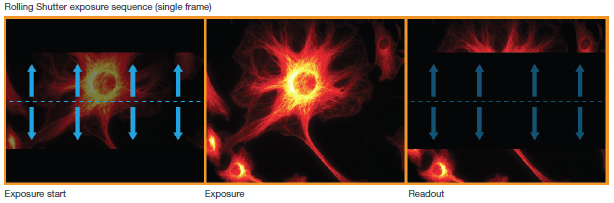 Rolling Shutter exposure sequence (single frame)
Exposure start
Exposure
Readout